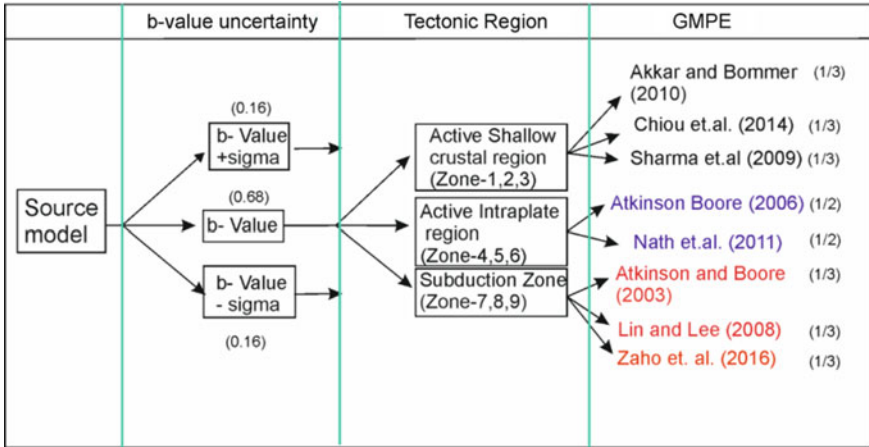 b-value uncertainty
Tectonic Region
GMPE
Source
model
(0.16)
b- Value
+sigma
(0.68)
b- Value
b- Value
- sigma
(0.16)
Active Shallow
crustal region
(Zone-1,2,3)
Active Intraplate
region
(Zone-4,5,6)
Subduction Zone
(Zone-7,8,9)
Akkar and Bommer (1/3)
(2010)
Chiou et.al. (2014) (1/3)
Sharma et.al (2009) (1/3)
Atkinson Boore (2006) (1/2)
Nath et.al. (2011) (1/2)
Atkinson and Boore (1/3)
(2003)
Lin and Lee (2008) (1/3)
Zaho et. al. (2016) (1/3)